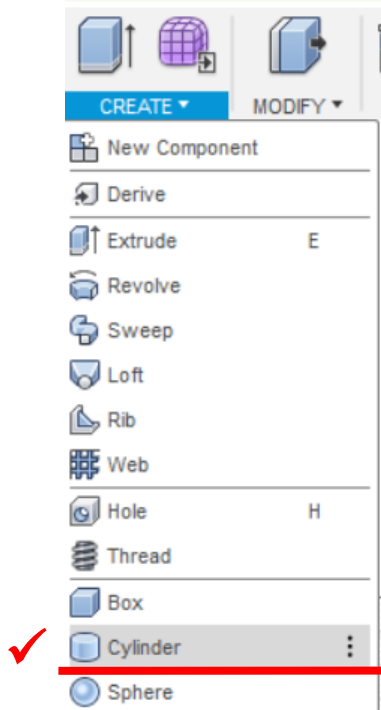 CREATE ▼ MODIFY ▼
New Component
Derive
Extrude E
Revolve
Sweep
Loft
Rib
Web
Hole H
Thread
Box
Cylinder
Sphere